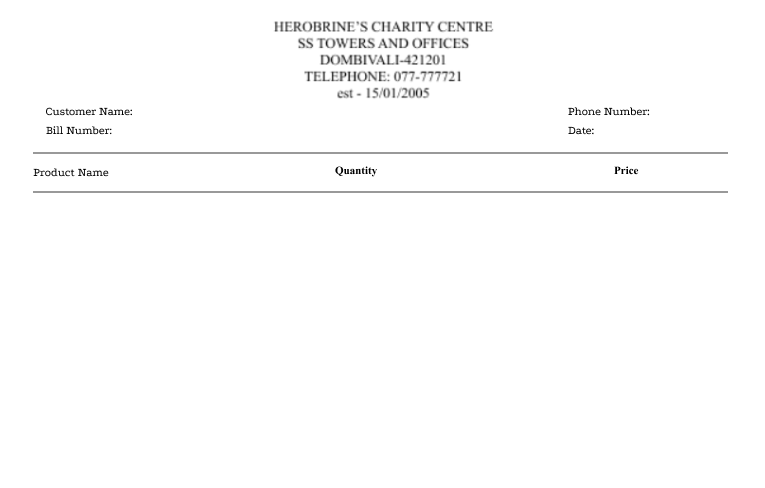 HEROBRINE'S CHARITY CENTRE
SS TOWERS AND OFFICES
DOMBIVALI-421201
TELEPHONE: 077-777721
est - 15/01/2005
Customer Name: Phone Number:
Bill Number: Date:
Product Name Quantity Price